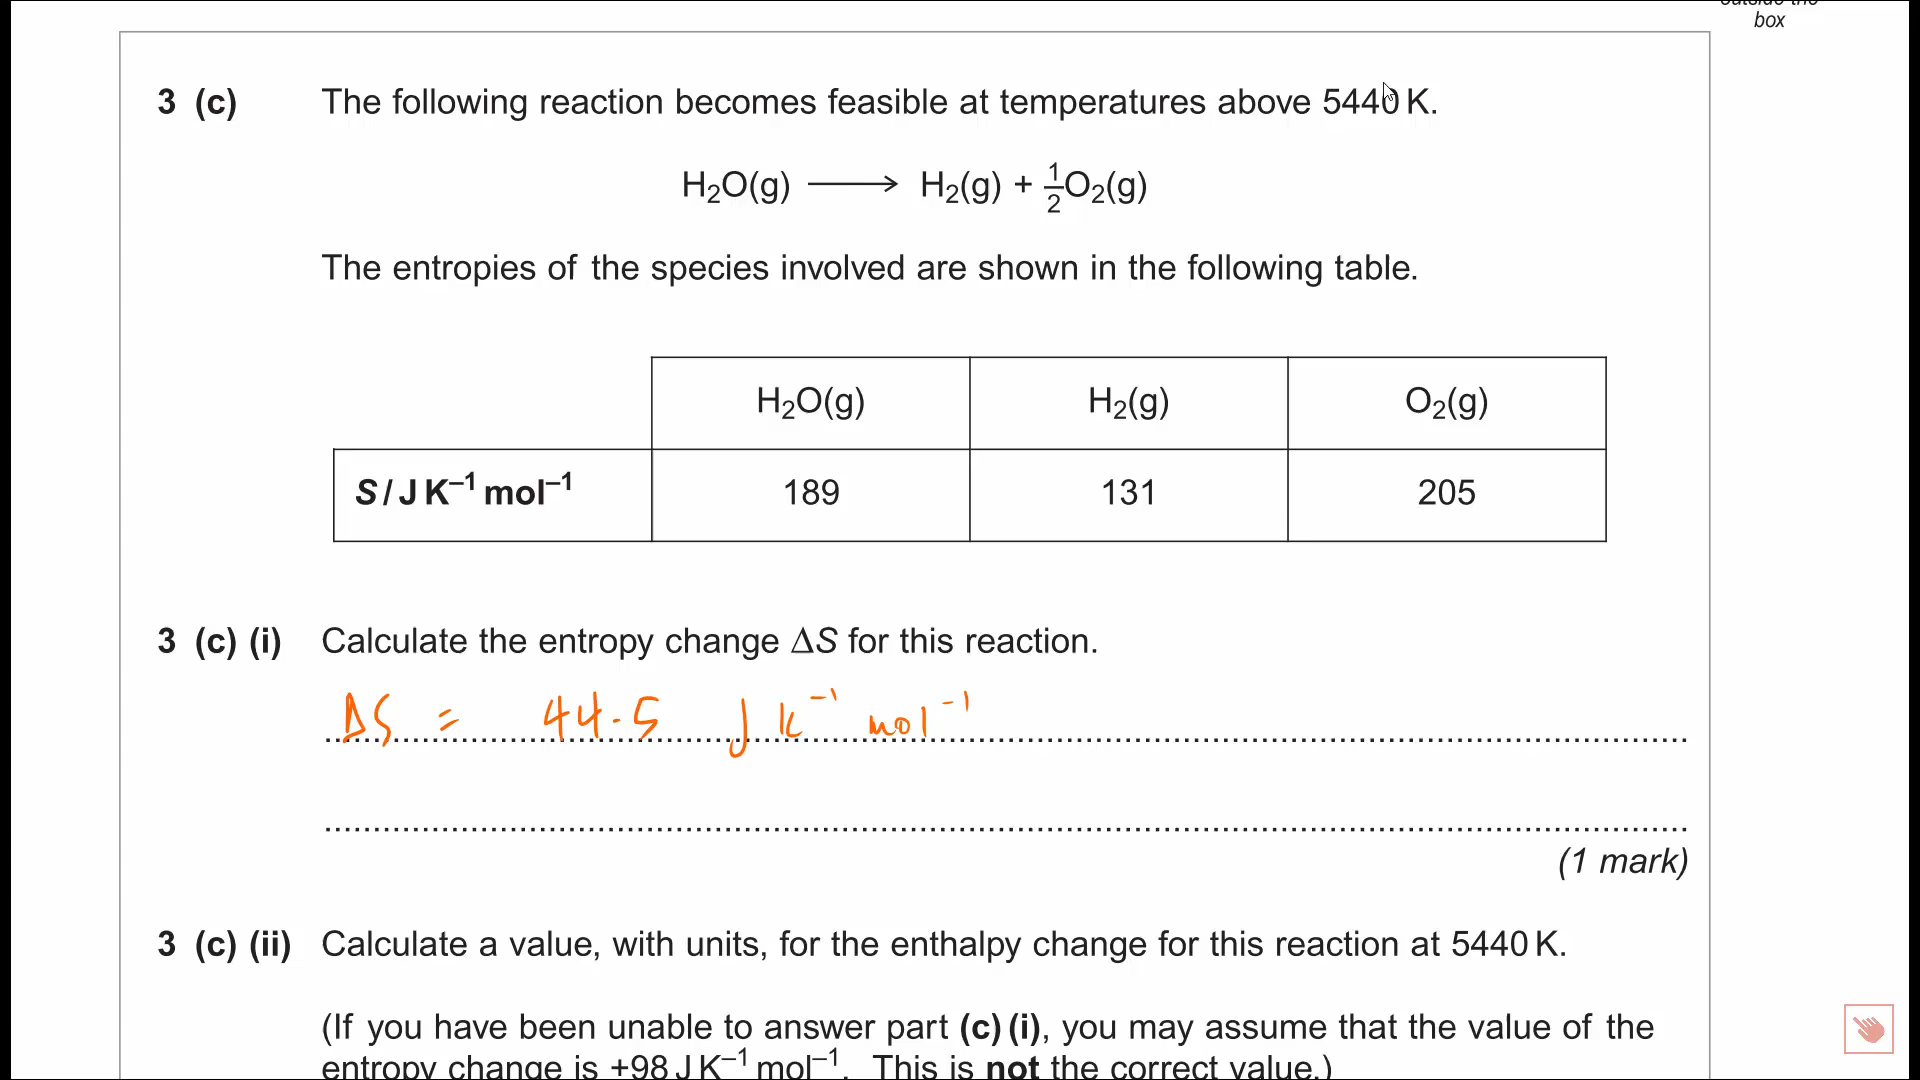 outside the
box
3 (c) The following reaction becomes feasible at temperatures above 5440 K.
H₂O(g) ⟶ H₂(g) + ½O₂(g)
The entropies of the species involved are shown in the following table.
H₂O(g) H₂(g) O₂(g)
S / J K⁻¹ mol⁻¹ 189 131 205
3 (c) (i) Calculate the entropy change ΔS for this reaction.
ΔS = 44.5 J K⁻¹ mol⁻¹
(1 mark)
3 (c) (ii) Calculate a value, with units, for the enthalpy change for this reaction at 5440 K.
(If you have been unable to answer part (c) (i), you may assume that the value of the
entropy change is +98 J K⁻¹ mol⁻¹. This is not the correct value.)